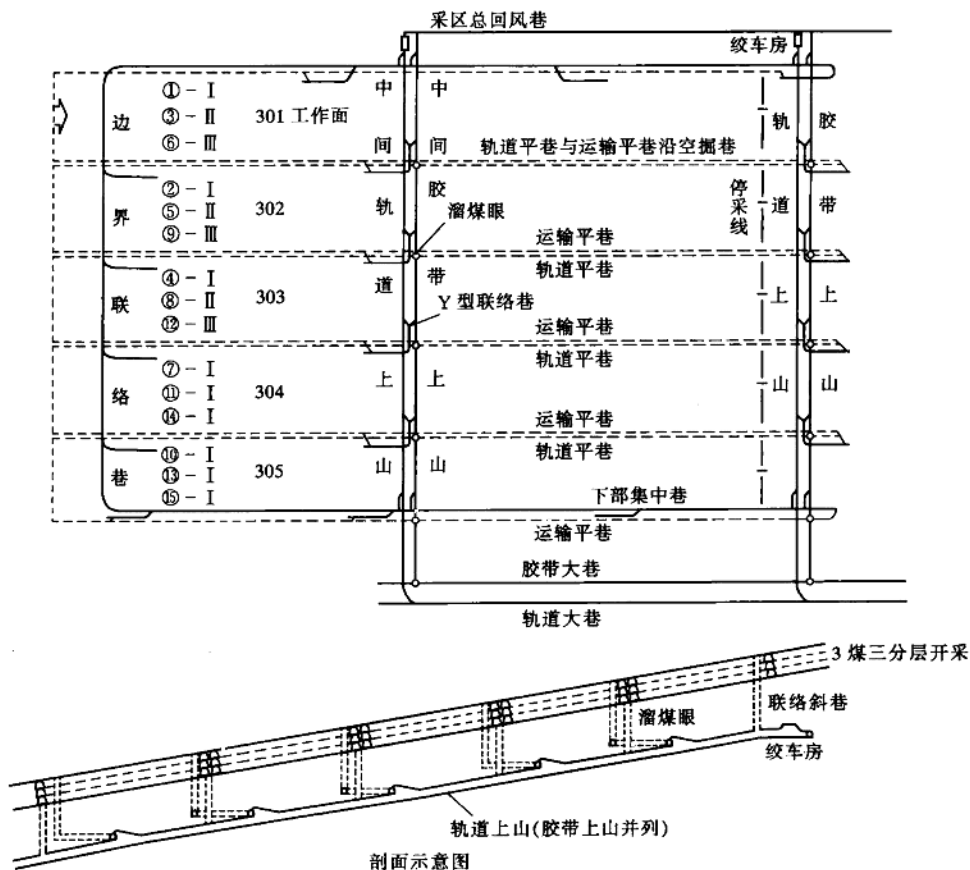 采区总回风巷
绞车房
边界联络巷
①-Ⅰ
③-Ⅱ
⑥-Ⅲ
301 工作面
中间轨道上山
中间胶带上山
轨道平巷与运输平巷沿空掘巷
轨道上山
胶带上山
停采线
②-Ⅰ
⑤-Ⅱ
⑨-Ⅲ
302
溜煤眼
运输平巷
轨道平巷
④-Ⅰ
⑧-Ⅱ
⑫-Ⅲ
303
Y 型联络巷
运输平巷
轨道平巷
⑦-Ⅰ
⑪-Ⅰ
⑭-Ⅰ
304
运输平巷
轨道平巷
⑩-Ⅰ
⑬-Ⅰ
⑮-Ⅰ
305
下部集中巷
运输平巷
胶带大巷
轨道大巷
3 煤三分层开采
联络斜巷
溜煤眼
绞车房
轨道上山(胶带上山并列)
剖面示意图